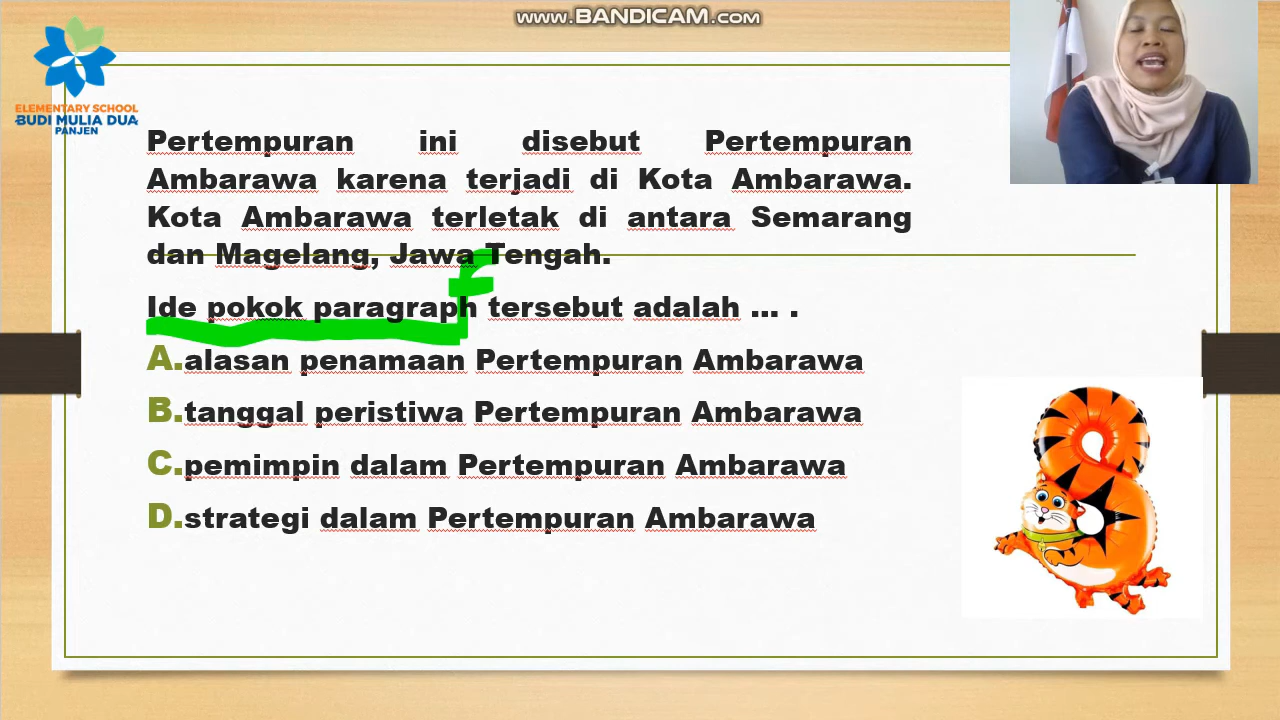 www.BANDICAM.com
ELEMENTARY SCHOOL
BUDI MULIA DUA
PANJEN
Pertempuran ini disebut Pertempuran
Ambarawa karena terjadi di Kota Ambarawa.
Kota Ambarawa terletak di antara Semarang
dan Magelang, Jawa Tengah.
Ide pokok paragraph tersebut adalah ... .
A.alasan penamaan Pertempuran Ambarawa
B.tanggal peristiwa Pertempuran Ambarawa
C.pemimpin dalam Pertempuran Ambarawa
D.strategi dalam Pertempuran Ambarawa